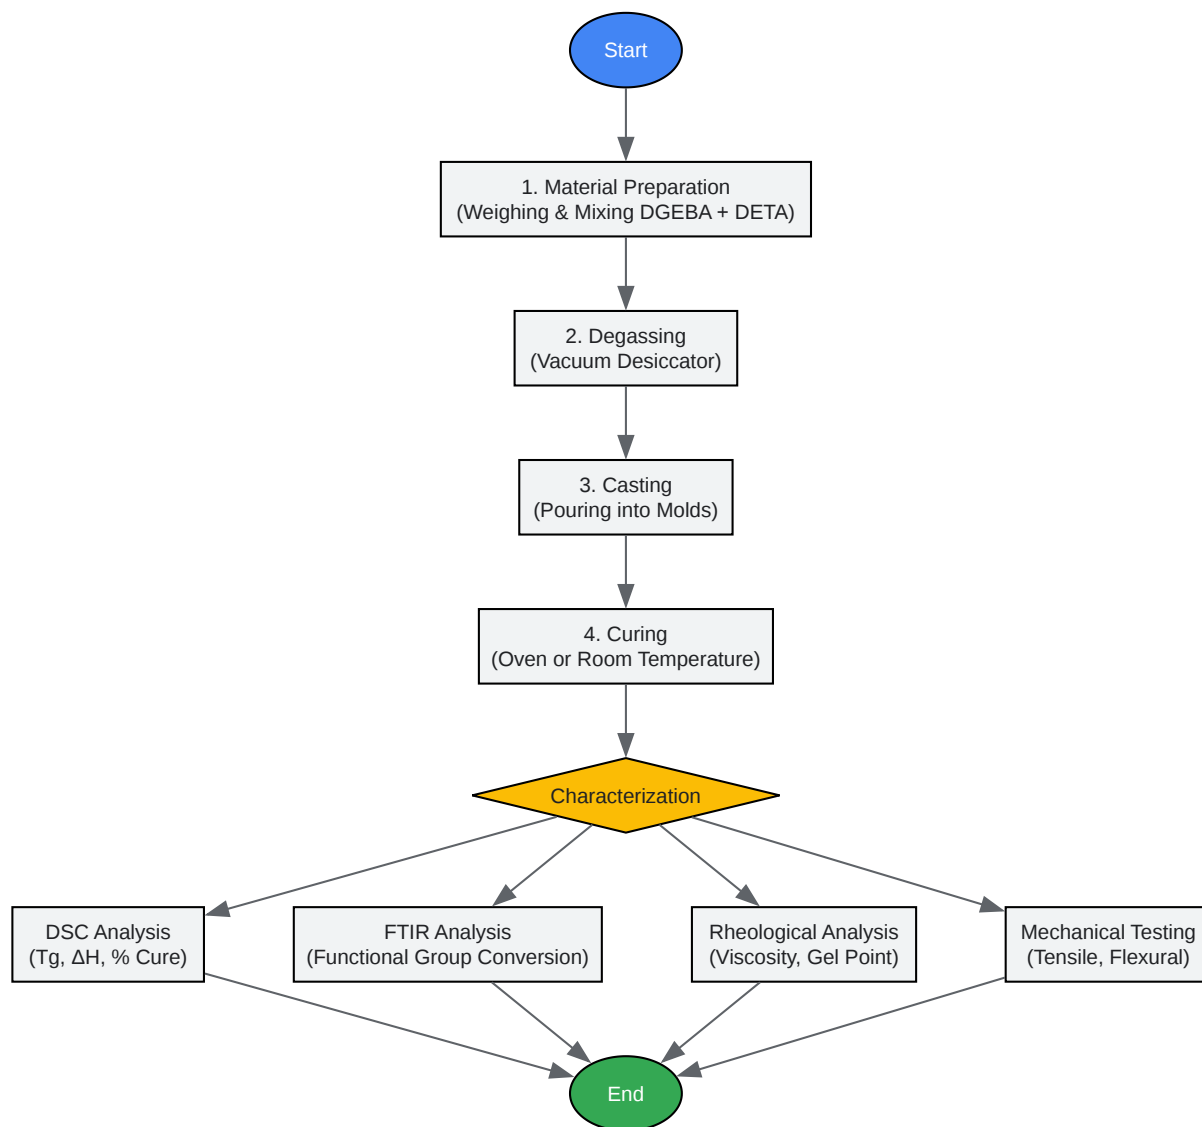 Start
1. Material Preparation
(Weighing & Mixing DGEBA + DETA)
2. Degassing
(Vacuum Desiccator)
3. Casting
(Pouring into Molds)
4. Curing
(Oven or Room Temperature)
Characterization
DSC Analysis
(Tg, ΔH, % Cure)
FTIR Analysis
(Functional Group Conversion)
Rheological Analysis
(Viscosity, Gel Point)
Mechanical Testing
(Tensile, Flexural)
End